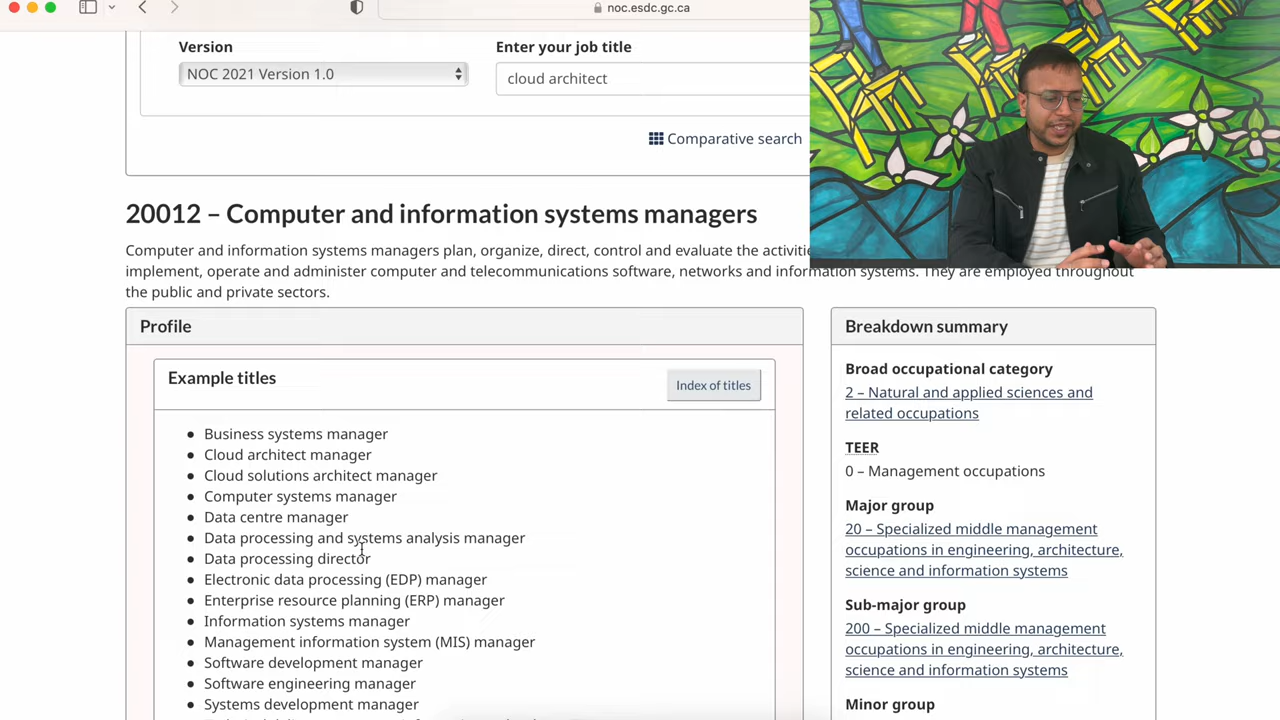 noc.esdc.gc.ca
Version
Enter your job title
NOC 2021 Version 1.0
cloud architect
Comparative search
20012 – Computer and information systems managers
Computer and information systems managers plan, organize, direct, control and evaluate the
implement, operate and administer computer and telecommunications software, networks and information systems. They are employed throughout
the public and private sectors.
Profile
Example titles
Index of titles
Business systems manager
Cloud architect manager
Cloud solutions architect manager
Computer systems manager
Data centre manager
Data processing and systems analysis manager
Data processing director
Electronic data processing (EDP) manager
Enterprise resource planning (ERP) manager
Information systems manager
Management information system (MIS) manager
Software development manager
Software engineering manager
Systems development manager
Breakdown summary
Broad occupational category
2 – Natural and applied sciences and
related occupations
TEER
0 – Management occupations
Major group
20 – Specialized middle management
occupations in engineering, architecture,
science and information systems
Sub-major group
200 – Specialized middle management
occupations in engineering, architecture,
science and information systems
Minor group